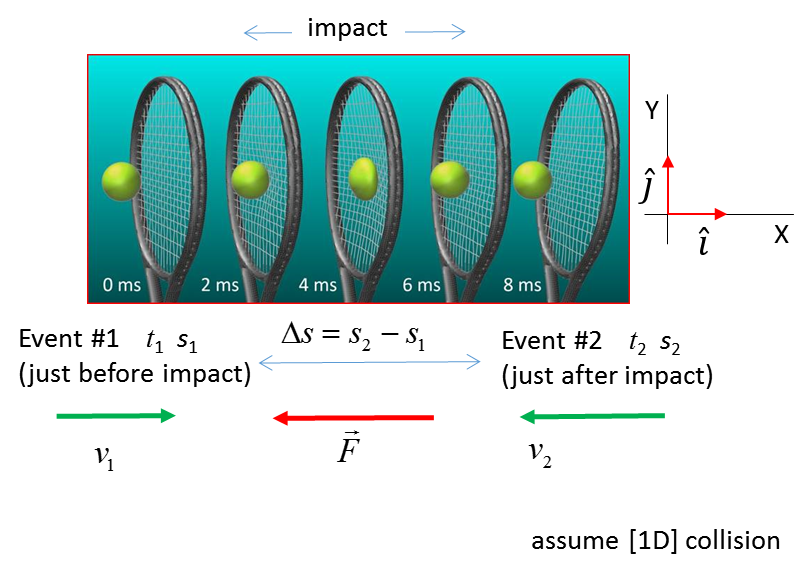 impact
0 ms 2 ms 4 ms 6 ms 8 ms
Y
ĵ
î
X
Event #1 t₁ s₁
(just before impact)
Δs = s₂ − s₁
Event #2 t₂ s₂
(just after impact)
v₁
F⃗
v₂
assume [1D] collision